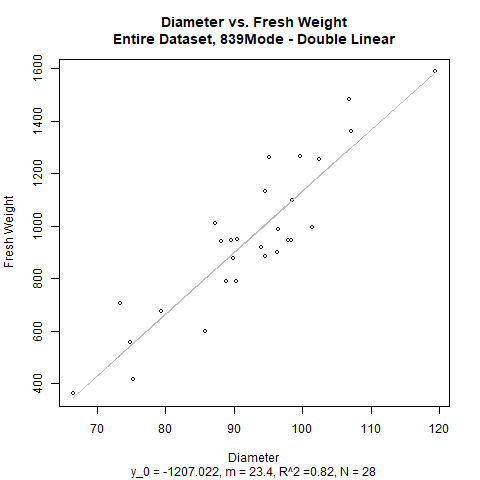 Diameter vs. Fresh Weight
Entire Dataset, 839Mode - Double Linear
Fresh Weight
1600
1400
1200
1000
800
600
400
70 80 90 100 110 120
Diameter
y_0 = -1207.022, m = 23.4, R^2 =0.82, N = 28